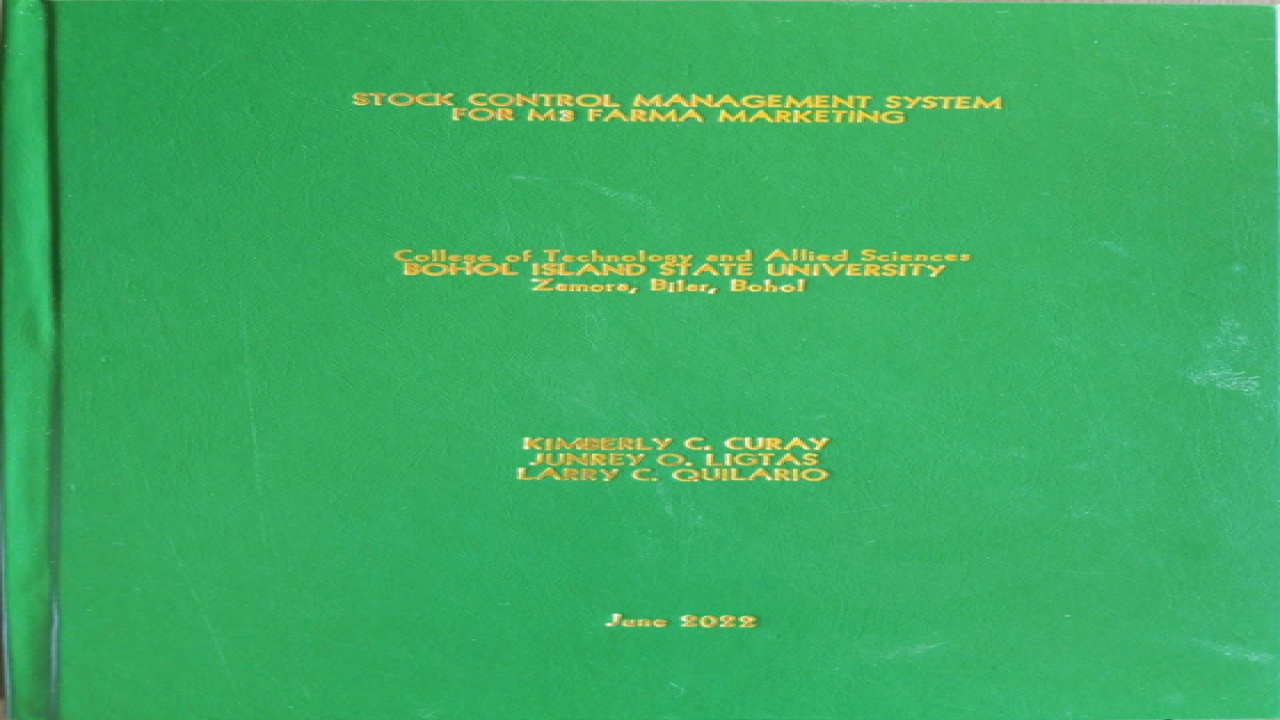 STOCK CONTROL MANAGEMENT SYSTEM
FOR M3 FARMA MARKETING
College of Technology and Allied Sciences
BOHOL ISLAND STATE UNIVERSITY
Zamora, Bilar, Bohol
KIMBERLY C. CURAY
JUNREY O. LIGTAS
LARRY C. QUILARIO
June 2022